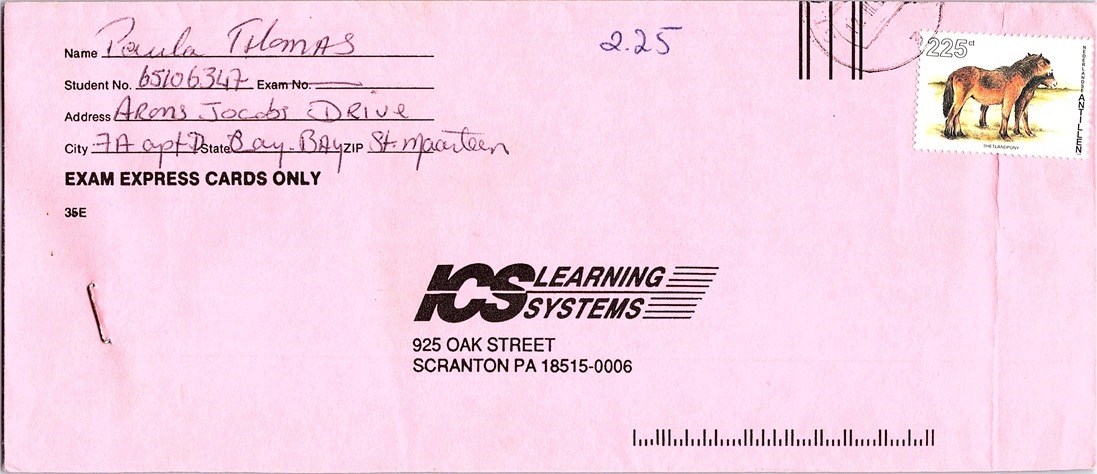 Name Paula Thomas
2.25
Student No. 65106347 Exam No.
Address Arons Jacobs Drive
City 7A apt D State Cay-Bay ZIP St. Maarten
EXAM EXPRESS CARDS ONLY
35E
225ct
NEDERLANDSE ANTILLEN
SHETLANDPONY
ICS LEARNING
SYSTEMS
925 OAK STREET
SCRANTON PA 18515-0006